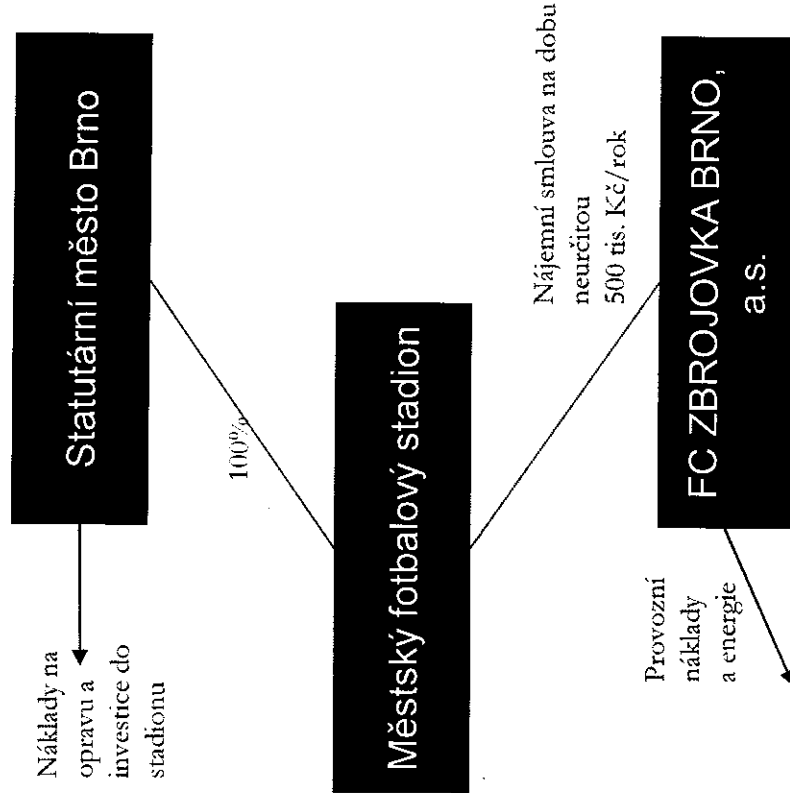 Statutární město Brno
Náklady na
opravu a
investice do
stadionu
100%
Městský fotbalový stadion
Nájemní smlouva na dobu
neurčitou
500 tis. Kč/rok
FC ZBROJOVKA BRNO,
a.s.
Provozní
náklady
a energie